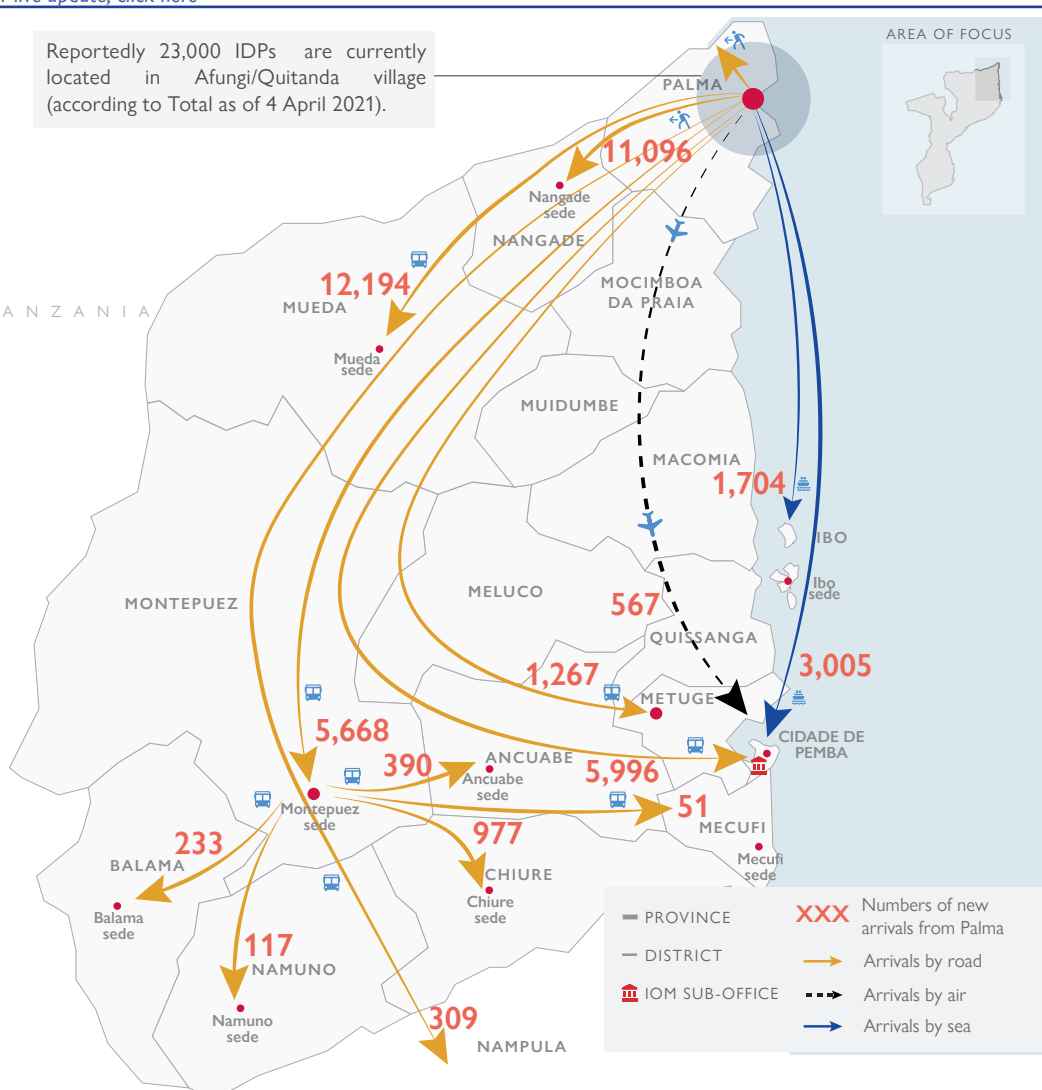 AREA OF FOCUS
Reportedly 23,000 IDPs are currently
located in Afungi/Quitanda village
(according to Total as of 4 April 2021).
PALMA
11,096
Nangade
sede
NANGADE
12,194
MUEDA
MOCIMBOA
DA PRAIA
ANZANIA
Mueda
sede
MUIDUMBE
MACOMIA
1,704
IBO
Ibo
sede
MONTEPUEZ
MELUCO
567
QUISSANGA
1,267
3,005
METUGE
5,668
CIDADE DE
PEMBA
390
ANCUABE
Ancuabe
sede
5,996
Montepuez
sede
51
MECUFI
977
233
BALAMA
Mecufi
sede
CHIURE
Chiure
sede
Balama
sede
117
NAMUNO
Namuno
sede
309
NAMPULA
PROVINCE
DISTRICT
IOM SUB-OFFICE
XXX Numbers of new
arrivals from Palma
Arrivals by road
Arrivals by air
Arrivals by sea